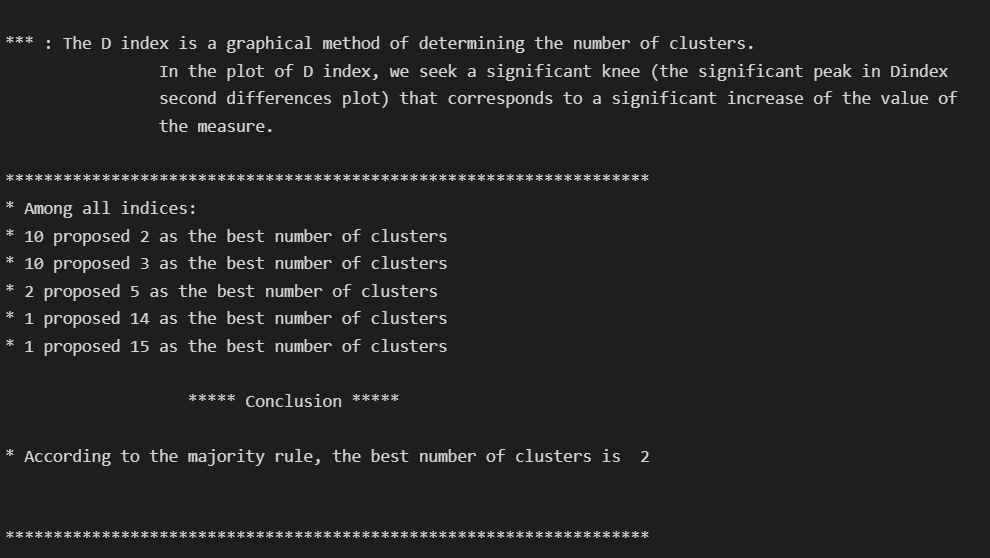 *** : The D index is a graphical method of determining the number of clusters.
In the plot of D index, we seek a significant knee (the significant peak in Dindex
second differences plot) that corresponds to a significant increase of the value of
the measure.
*******************************************************************
* Among all indices:
* 10 proposed 2 as the best number of clusters
* 10 proposed 3 as the best number of clusters
* 2 proposed 5 as the best number of clusters
* 1 proposed 14 as the best number of clusters
* 1 proposed 15 as the best number of clusters
***** Conclusion *****
* According to the majority rule, the best number of clusters is  2
*******************************************************************